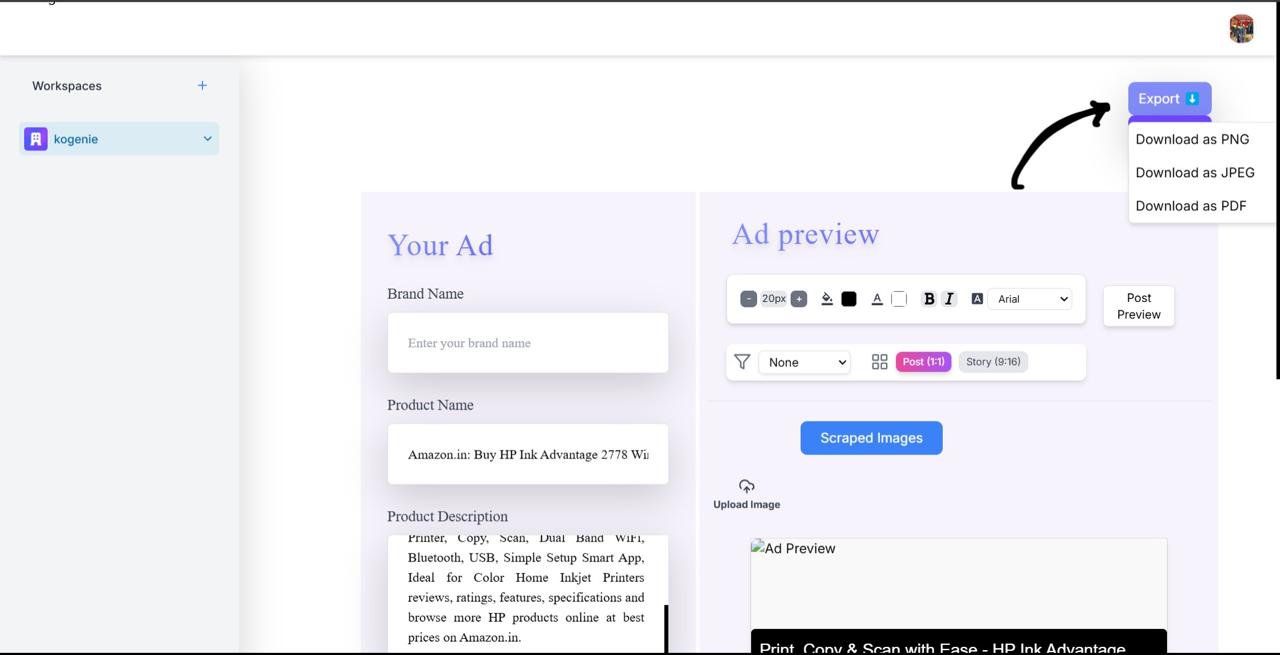 Workspaces
+
kogenie
Export
Download as PNG
Download as JPEG
Download as PDF
Your Ad
Brand Name
Enter your brand name
Product Name
Amazon.in: Buy HP Ink Advantage 2778
Product Description
Printer, Copy, Scan, Dual Band WiFi,
Bluetooth, USB, Simple Setup Smart App,
Ideal for Color Home Inkjet Printers
reviews, ratings, features, specifications and
browse more HP products online at best
prices on Amazon.in.
Ad preview
- 20px + A B I A Arial
Post
Preview
None Post (1:1) Story (9:16)
Scraped Images
Upload Image
Ad Preview
Print, Copy & Scan with Ease - HP Ink Advantage